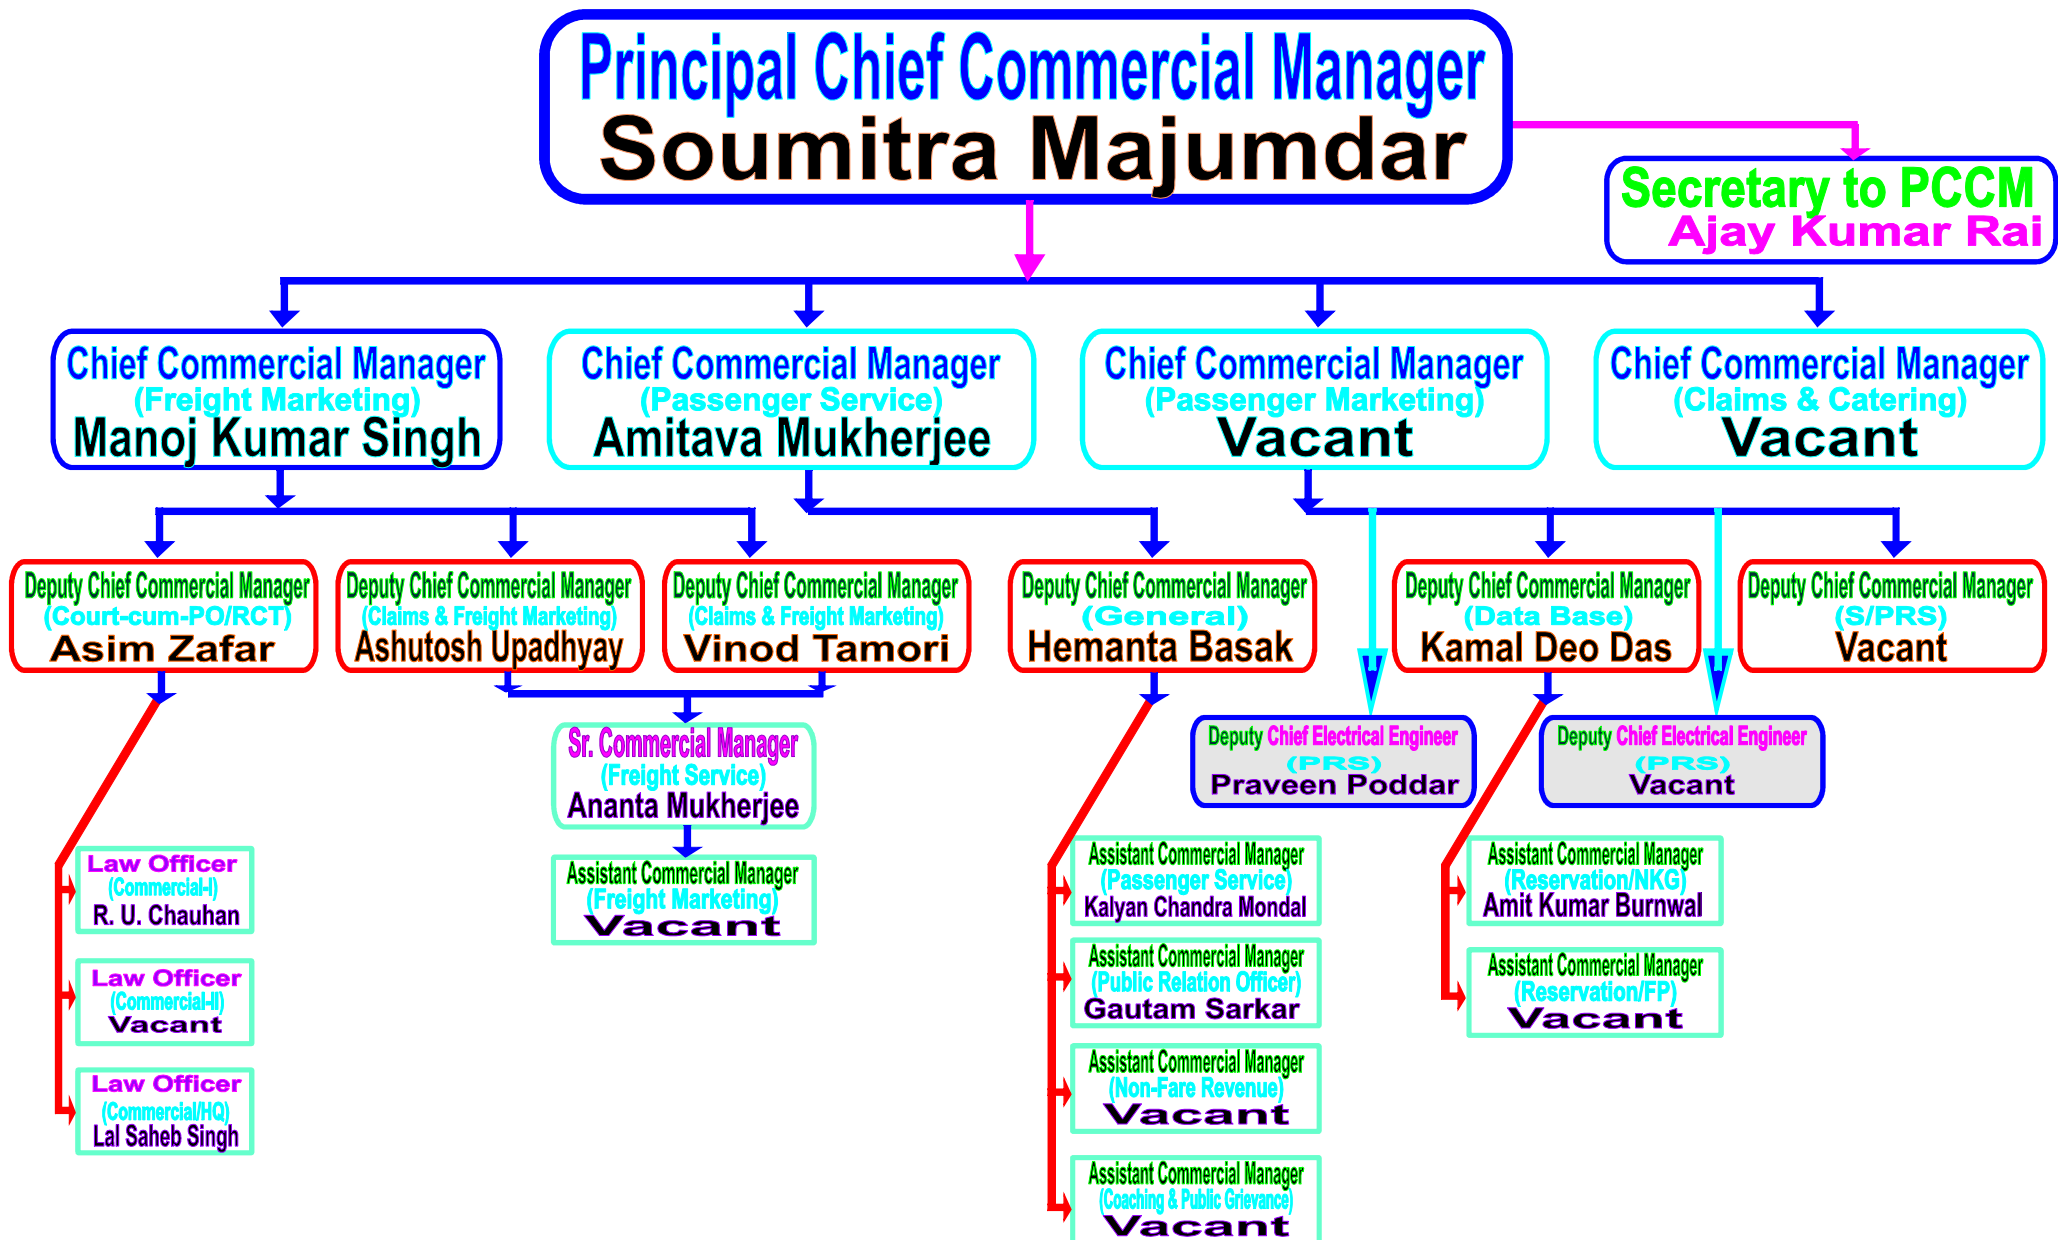 Principal Chief Commercial Manager
Soumitra Majumdar
Secretary to PCCM
Ajay Kumar Rai
Chief Commercial Manager
(Freight Marketing)
Manoj Kumar Singh
Chief Commercial Manager
(Passenger Service)
Amitava Mukherjee
Chief Commercial Manager
(Passenger Marketing)
Vacant
Chief Commercial Manager
(Claims & Catering)
Vacant
Deputy Chief Commercial Manager
(Court-cum-PO/RCT)
Asim Zafar
Deputy Chief Commercial Manager
(Claims & Freight Marketing)
Ashutosh Upadhyay
Deputy Chief Commercial Manager
(Claims & Freight Marketing)
Vinod Tamori
Deputy Chief Commercial Manager
(General)
Hemanta Basak
Deputy Chief Commercial Manager
(Data Base)
Kamal Deo Das
Deputy Chief Commercial Manager
(S/PRS)
Vacant
Sr. Commercial Manager
(Freight Service)
Ananta Mukherjee
Deputy Chief Electrical Engineer
(PRS)
Praveen Poddar
Deputy Chief Electrical Engineer
(PRS)
Vacant
Law Officer
(Commercial-I)
R. U. Chauhan
Law Officer
(Commercial-II)
Vacant
Law Officer
(Commercial/HQ)
Lal Saheb Singh
Assistant Commercial Manager
(Freight Marketing)
Vacant
Assistant Commercial Manager
(Passenger Service)
Kalyan Chandra Mondal
Assistant Commercial Manager
(Public Relation Officer)
Gautam Sarkar
Assistant Commercial Manager
(Non-Fare Revenue)
Vacant
Assistant Commercial Manager
(Coaching & Public Grievance)
Vacant
Assistant Commercial Manager
(Reservation/NKG)
Amit Kumar Burnwal
Assistant Commercial Manager
(Reservation/FP)
Vacant